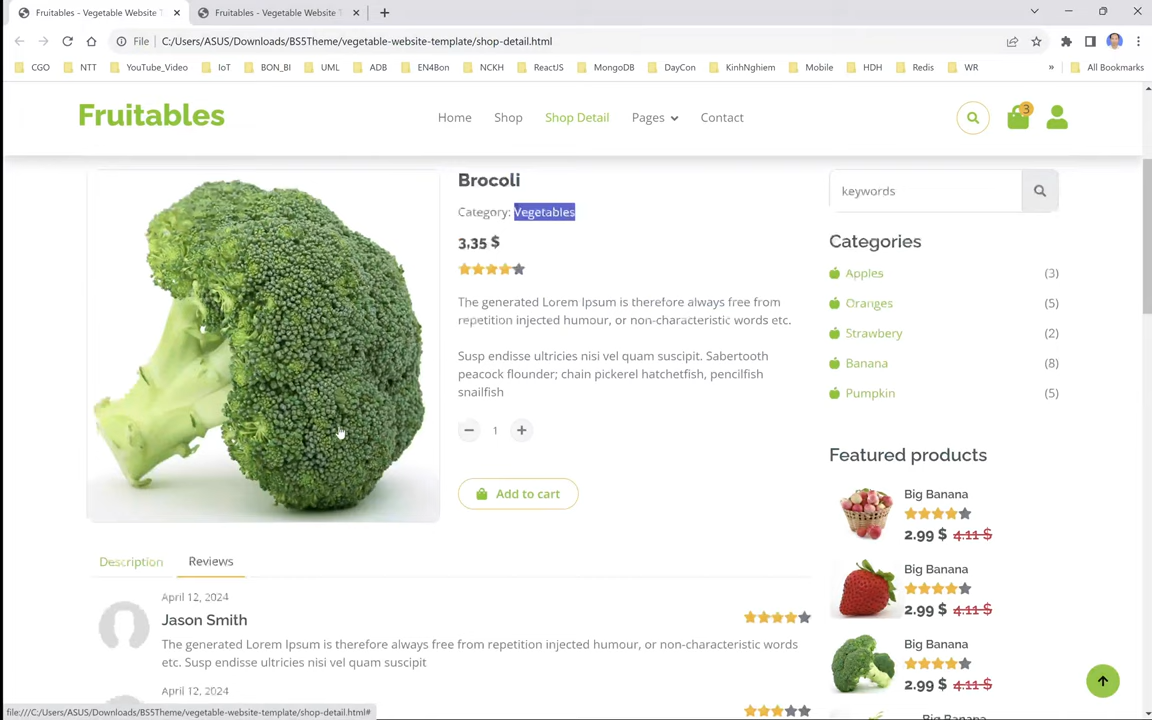 Fruitables - Vegetable Website T
Fruitables - Vegetable Website T
File
C:/Users/ASUS/Downloads/BS5Theme/vegetable-website-template/shop-detail.html
CGO
NTT
YouTube_Video
IoT
BON_BI
UML
ADB
EN4Bon
NCKH
ReactJS
MongoDB
DayCon
KinhNghiem
Mobile
HDH
Redis
WR
»
All Bookmarks
Fruitables
Home
Shop
Shop Detail
Pages
Contact
3
Brocoli
Category: Vegetables
3,35 $
The generated Lorem Ipsum is therefore always free from
repetition injected humour, or non-characteristic words etc.
Susp endisse ultricies nisi vel quam suscipit. Sabertooth
peacock flounder; chain pickerel hatchetfish, pencilfish
snailfish
1
Add to cart
Description
Reviews
April 12, 2024
Jason Smith
The generated Lorem Ipsum is therefore always free from repetition injected humour, or non-characteristic words
etc. Susp endisse ultricies nisi vel quam suscipit
April 12, 2024
keywords
Categories
Apples (3)
Oranges (5)
Strawbery (2)
Banana (8)
Pumpkin (5)
Featured products
Big Banana
2.99 $ 4.11 $
Big Banana
2.99 $ 4.11 $
Big Banana
2.99 $ 4.11 $
file:///C:/Users/ASUS/Downloads/BS5Theme/vegetable-website-template/shop-detail.html#